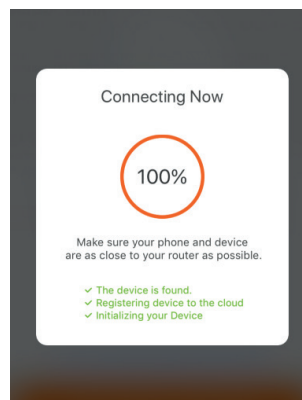 Connecting Now
100%
Make sure your phone and device
are as close to your router as possible.
✓ The device is found.
✓ Registering device to the cloud
✓ Initializing your Device